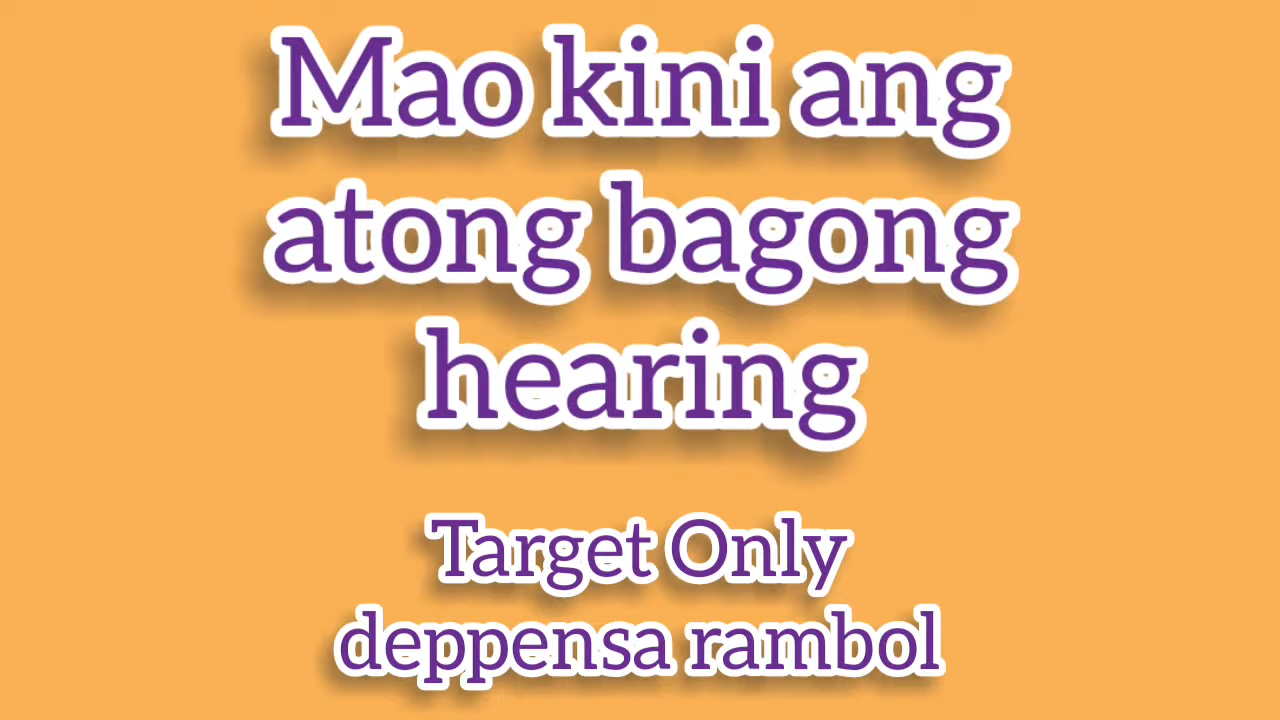 Mao kini ang
atong bagong
hearing
Target Only
deppensa rambol